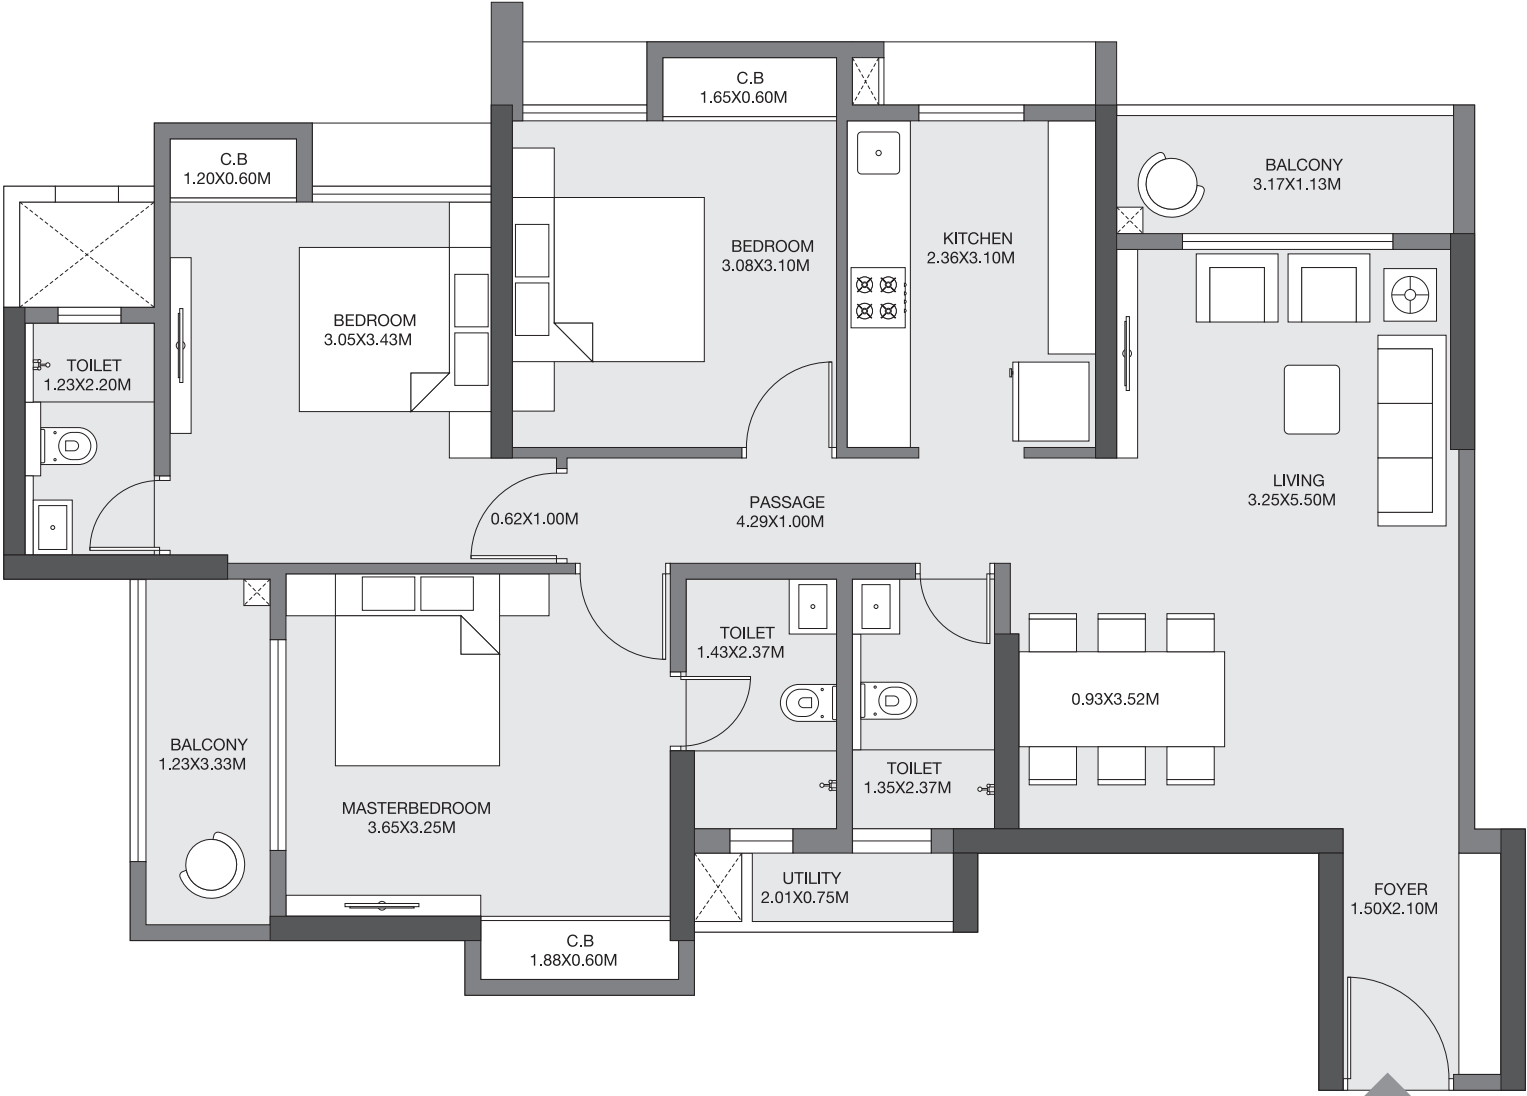 C.B
1.65X0.60M
C.B
1.20X0.60M
BALCONY
3.17X1.13M
BEDROOM
3.08X3.10M
KITCHEN
2.36X3.10M
BEDROOM
3.05X3.43M
TOILET
1.23X2.20M
LIVING
3.25X5.50M
PASSAGE
4.29X1.00M
0.62X1.00M
TOILET
1.43X2.37M
0.93X3.52M
BALCONY
1.23X3.33M
TOILET
1.35X2.37M
MASTERBEDROOM
3.65X3.25M
UTILITY
2.01X0.75M
FOYER
1.50X2.10M
C.B
1.88X0.60M